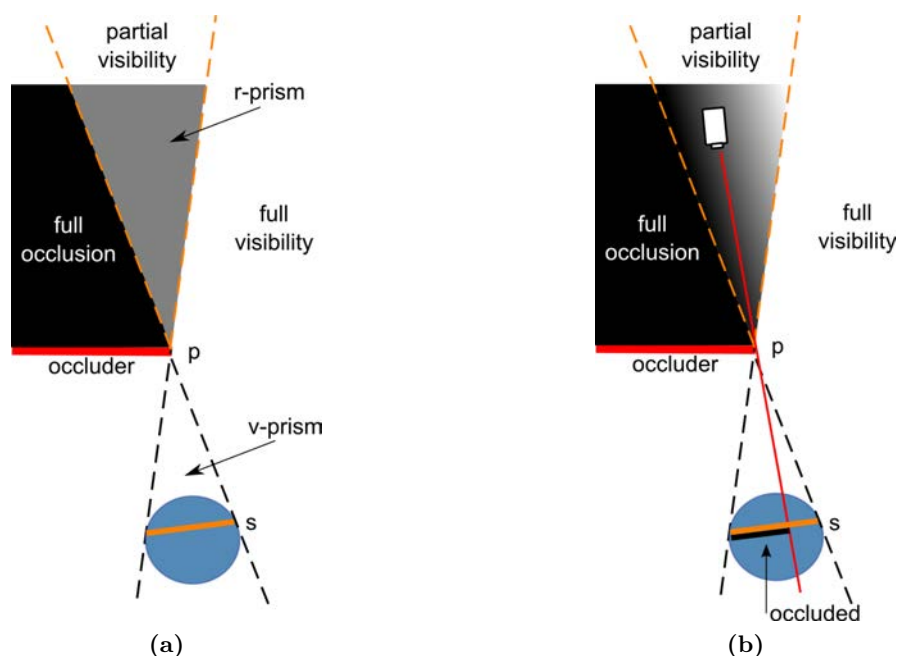 partial
visibility
r-prism
full
occlusion
full
visibility
p
occluder
v-prism
s
(a)
partial
visibility
full
occlusion
full
visibility
p
occluder
s
occluded
(b)